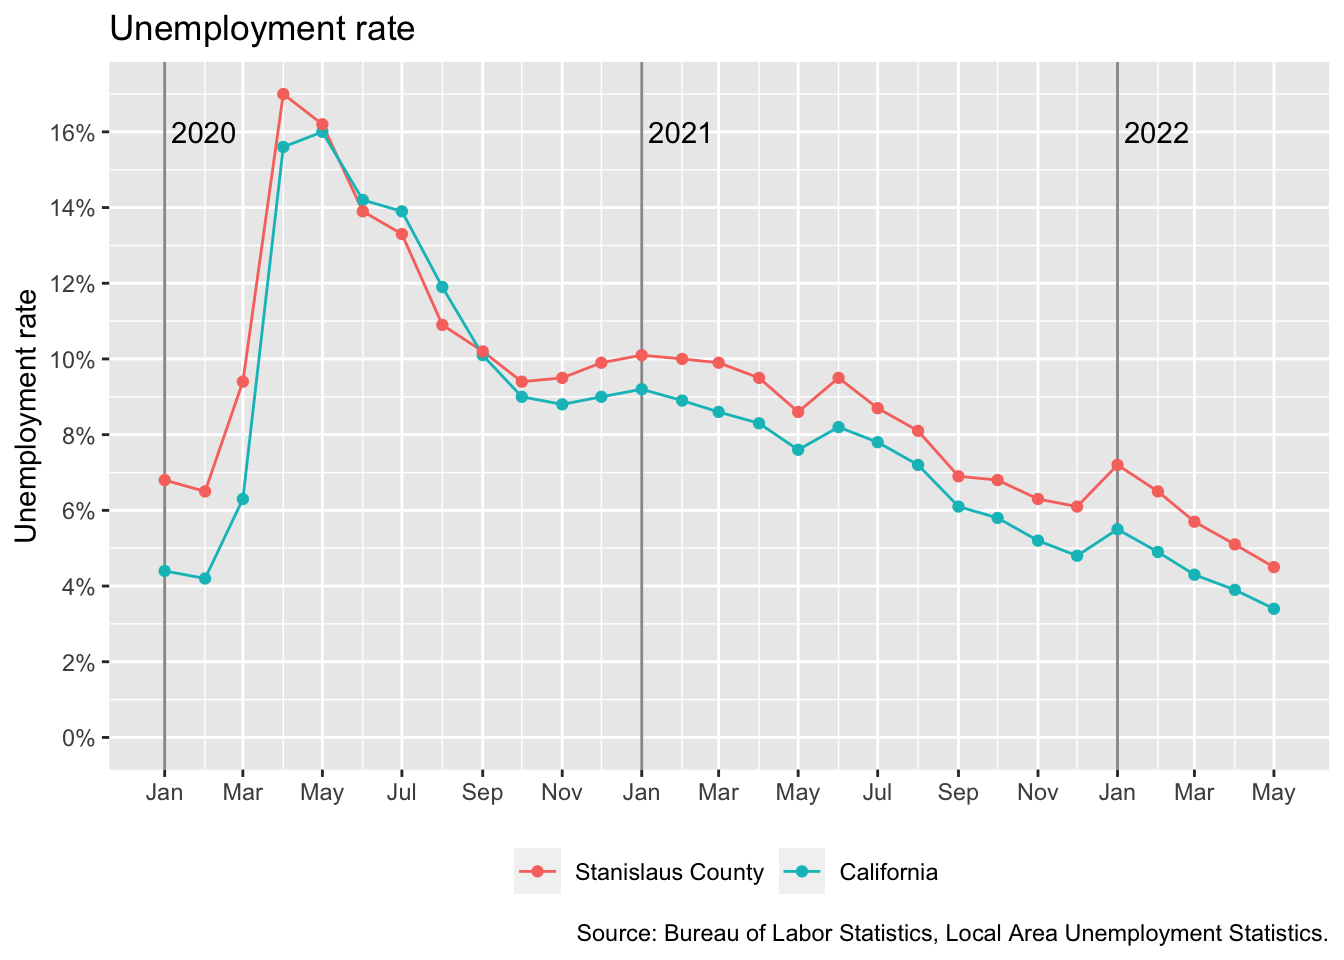 Unemployment rate
Unemployment rate
16%
14%
12%
10%
8%
6%
4%
2%
0%
2020
2021
2022
Jan Mar May Jul Sep Nov Jan Mar May Jul Sep Nov Jan Mar May
Stanislaus County California
Source: Bureau of Labor Statistics, Local Area Unemployment Statistics.